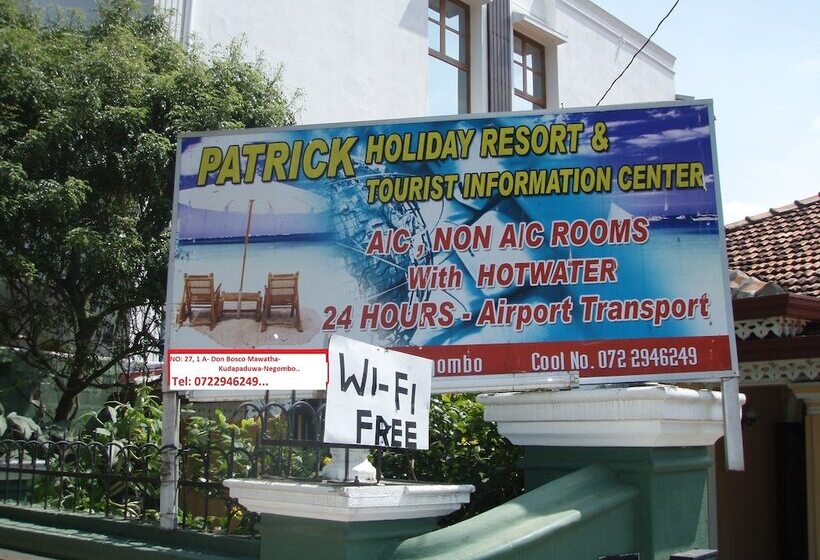 PATRICK HOLIDAY RESORT &
TOURIST INFORMATION CENTER
A/C , NON A/C ROOMS
With HOTWATER
24 HOURS - Airport Transport
NO: 27, 1 A- Don Bosco Mawatha-
Kudapaduwa-Negombo..
Tel: 0722946249...
Cool No. 072 2946249
WI-FI
FREE